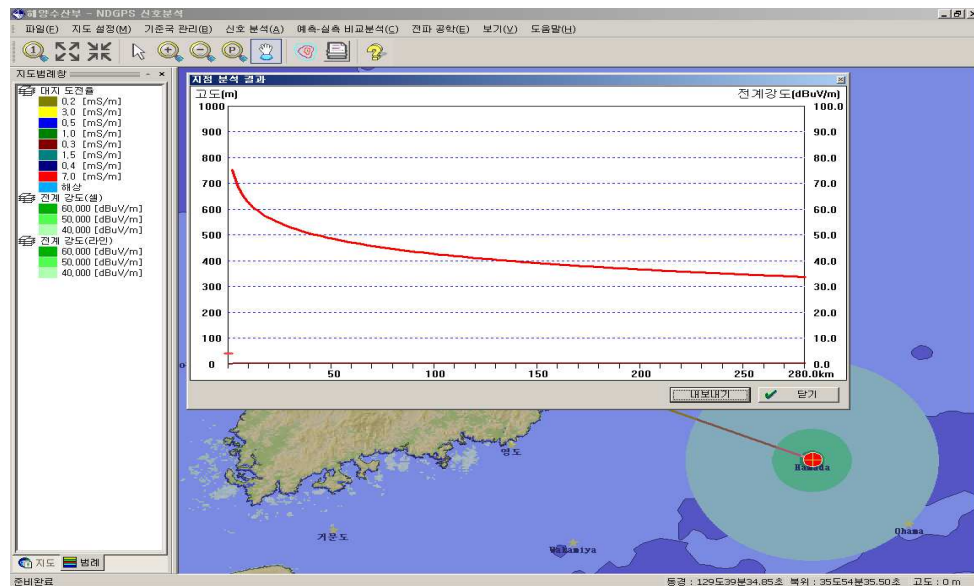 해양수산부 - NDGPS 신호분석
파일(F) 지도 설정(M) 기준국 관리(B) 신호 분석(A) 예측-실측 비교분석(C) 전파 공학(E) 보기(V) 도움말(H)
지도범례창
대지 도전율
0,2 [mS/m]
3,0 [mS/m]
0,5 [mS/m]
1,0 [mS/m]
0,3 [mS/m]
1,5 [mS/m]
0,4 [mS/m]
7,0 [mS/m]
해상
전계 강도(셀)
60,000 [dBuV/m]
50,000 [dBuV/m]
40,000 [dBuV/m]
전계 강도(라인)
60,000 [dBuV/m]
50,000 [dBuV/m]
40,000 [dBuV/m]
지도 범례
지점 분석 결과
고도(m) 전계강도(dBuV/m)
1000 100.0
900 90.0
800 80.0
700 70.0
600 60.0
500 50.0
400 40.0
300 30.0
200 20.0
100 10.0
0 0.0
50 100 150 200 250 280.0km
내보내기 닫기
영도
Hamada
거문도
Wakamiya
Ohama
준비완료
동경 : 129도39분34.85초 북위 : 35도54분35.50초 고도 : 0 m